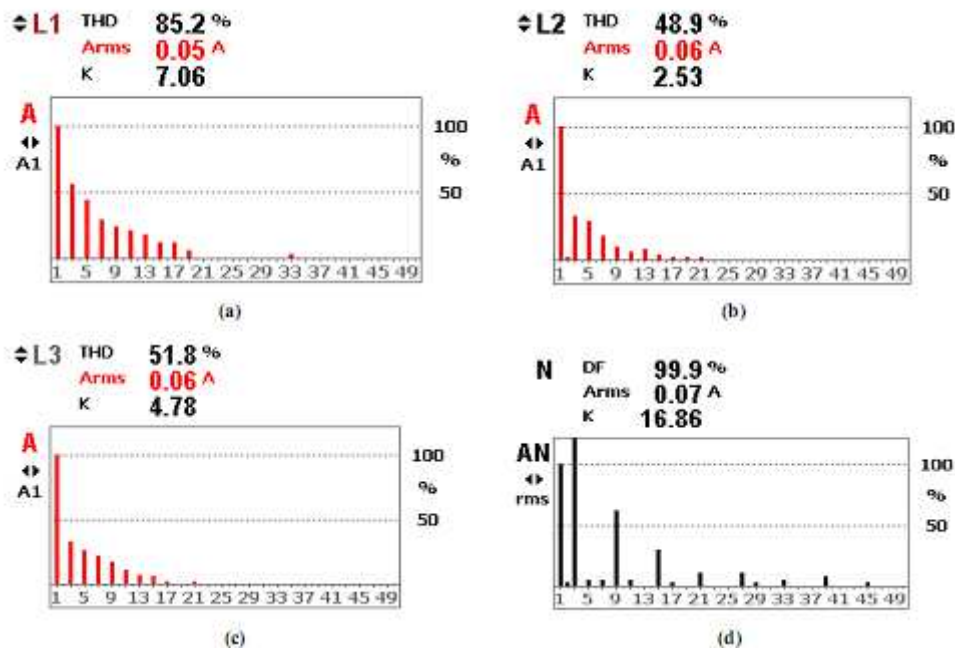 L1 THD 85.2 %
Arms 0.05 A
K 7.06
A
A1
100
%
50
1 5 9 13 17 21 25 29 33 37 41 45 49
(a)
L2 THD 48.9 %
Arms 0.06 A
K 2.53
A
A1
100
%
50
1 5 9 13 17 21 25 29 33 37 41 45 49
(b)
L3 THD 51.8 %
Arms 0.06 A
K 4.78
A
A1
100
%
50
1 5 9 13 17 21 25 29 33 37 41 45 49
(c)
N DF 99.9 %
Arms 0.07 A
K 16.86
AN
rms
100
%
50
1 5 9 13 17 21 25 29 33 37 41 45 49
(d)